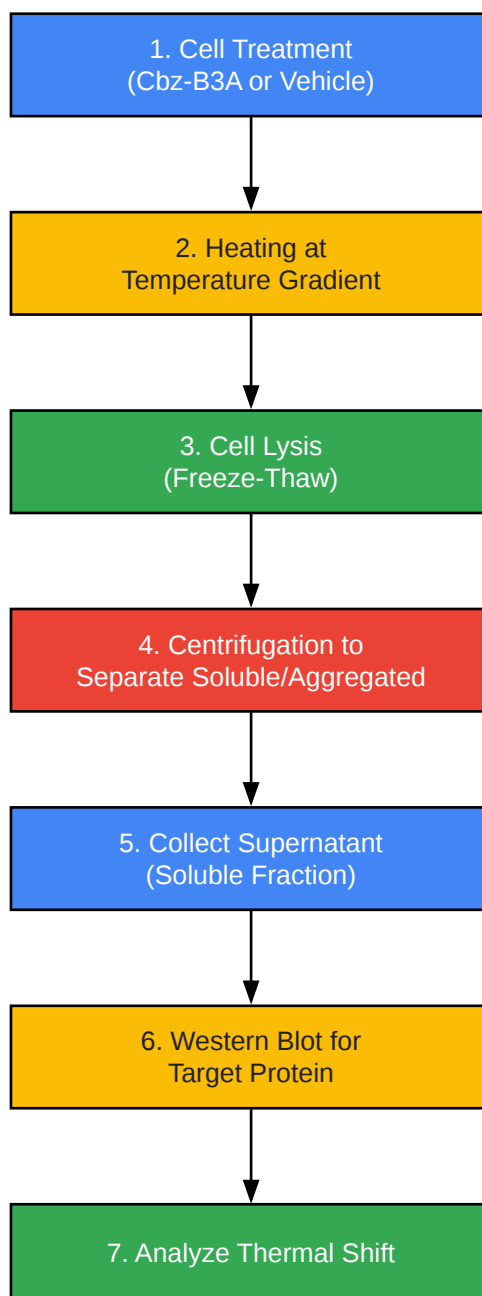 1. Cell Treatment
(Cbz-B3A or Vehicle)
2. Heating at
Temperature Gradient
3. Cell Lysis
(Freeze-Thaw)
4. Centrifugation to
Separate Soluble/Aggregated
5. Collect Supernatant
(Soluble Fraction)
6. Western Blot for
Target Protein
7. Analyze Thermal Shift